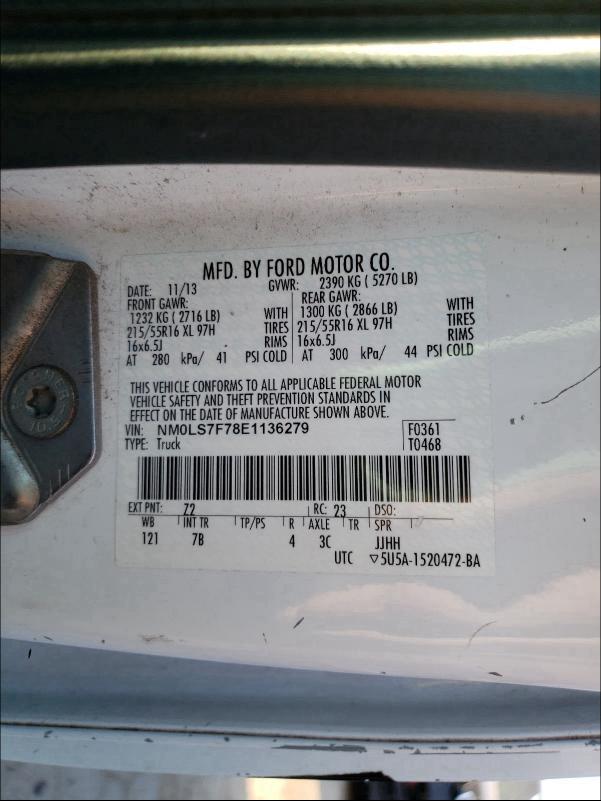 MFD. BY FORD MOTOR CO.
DATE: 11/13 GVWR: 2390 KG ( 5270 LB)
FRONT GAWR: REAR GAWR:
1232 KG ( 2716 LB) WITH 1300 KG ( 2866 LB) WITH
215/55R16 XL 97H TIRES 215/55R16 XL 97H TIRES
16x6.5J RIMS 16x6.5J RIMS
AT 280 kPa/ 41 PSI COLD AT 300 kPa/ 44 PSI COLD
THIS VEHICLE CONFORMS TO ALL APPLICABLE FEDERAL MOTOR
VEHICLE SAFETY AND THEFT PREVENTION STANDARDS IN
EFFECT ON THE DATE OF MANUFACTURE SHOWN ABOVE.
VIN: NM0LS7F78E1136279 F0361
TYPE: Truck T0468
EXT PNT: Z2 RC: 23 DSO:
WB INT TR TP/PS R AXLE TR SPR
121 7B 4 3C JJHH
UTC ▽5U5A-1520472-BA